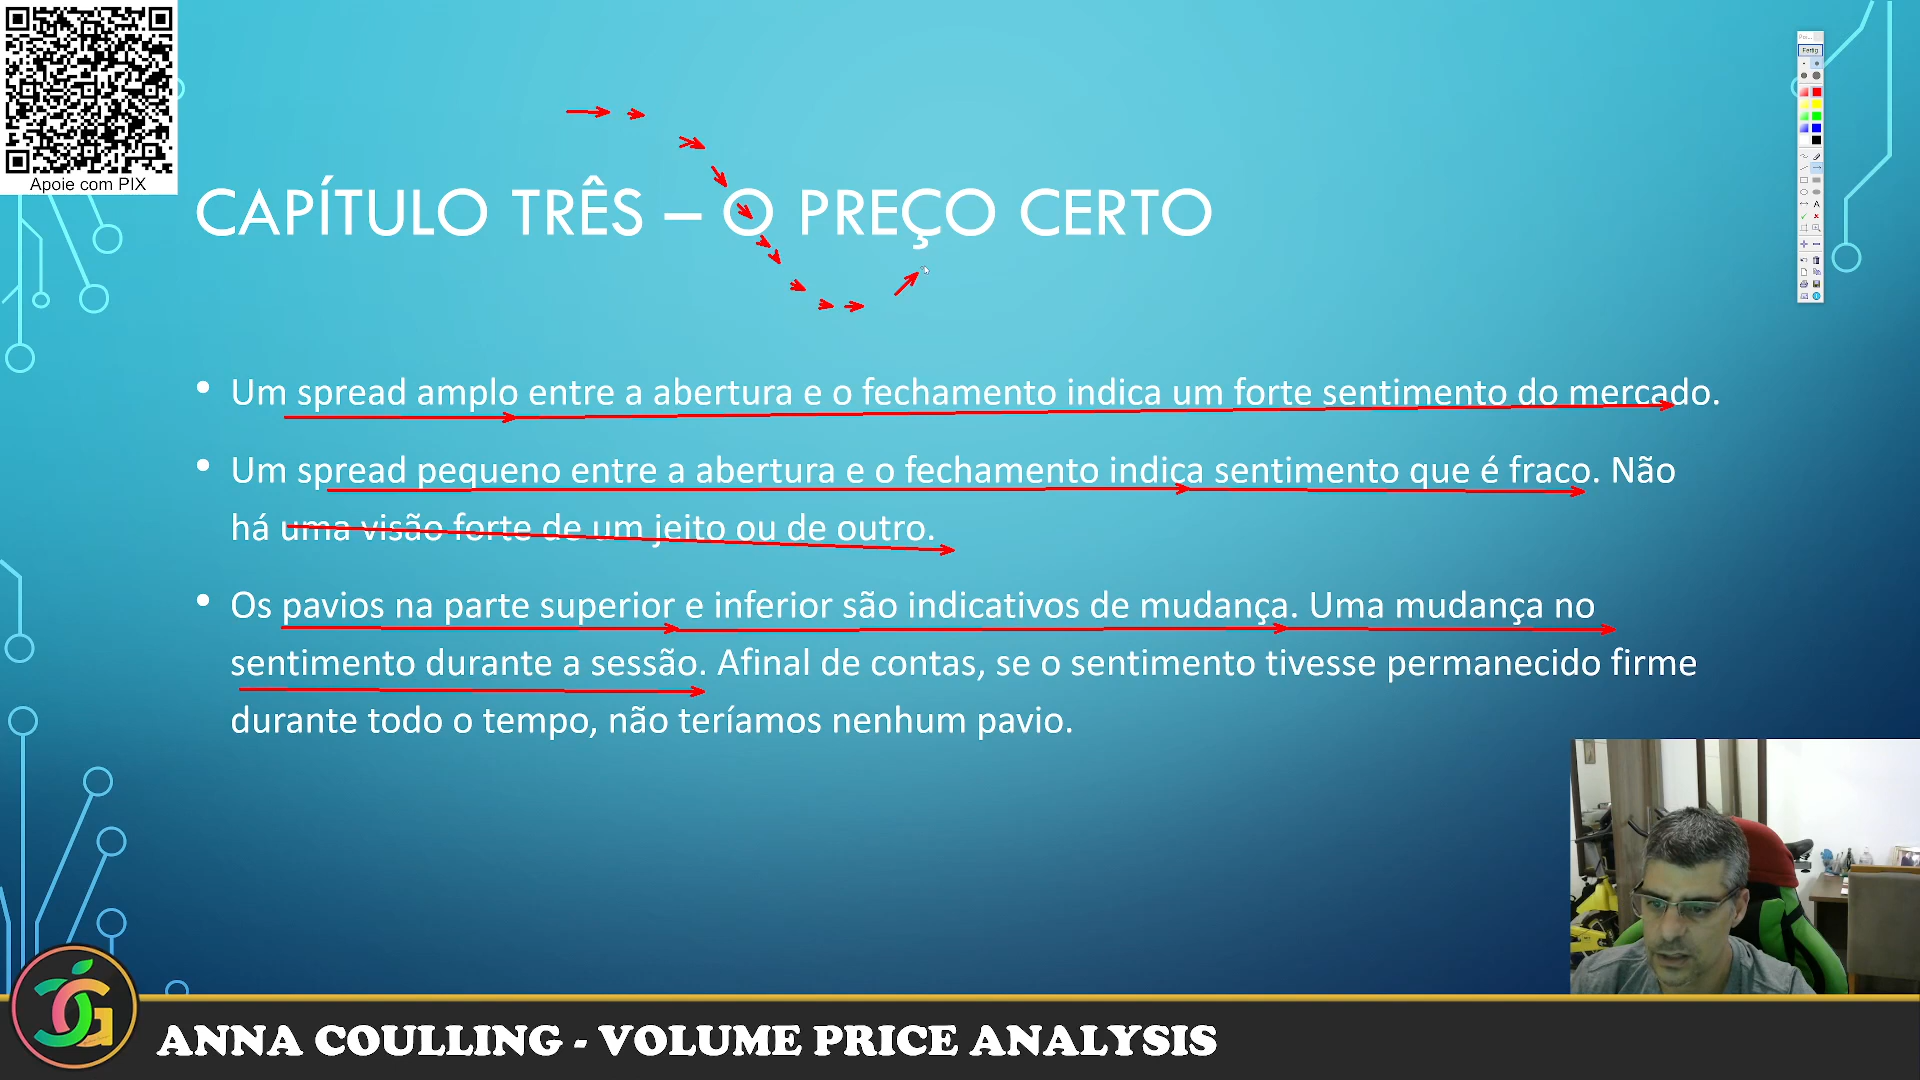 Apoie com PIX
Fertig
CAPÍTULO TRÊS – O PREÇO CERTO
• Um spread amplo entre a abertura e o fechamento indica um forte sentimento do mercado.
• Um spread pequeno entre a abertura e o fechamento indica sentimento que é fraco. Não
há uma visão forte de um jeito ou de outro.
• Os pavios na parte superior e inferior são indicativos de mudança. Uma mudança no
sentimento durante a sessão. Afinal de contas, se o sentimento tivesse permanecido firme
durante todo o tempo, não teríamos nenhum pavio.
ANNA COULLING - VOLUME PRICE ANALYSIS